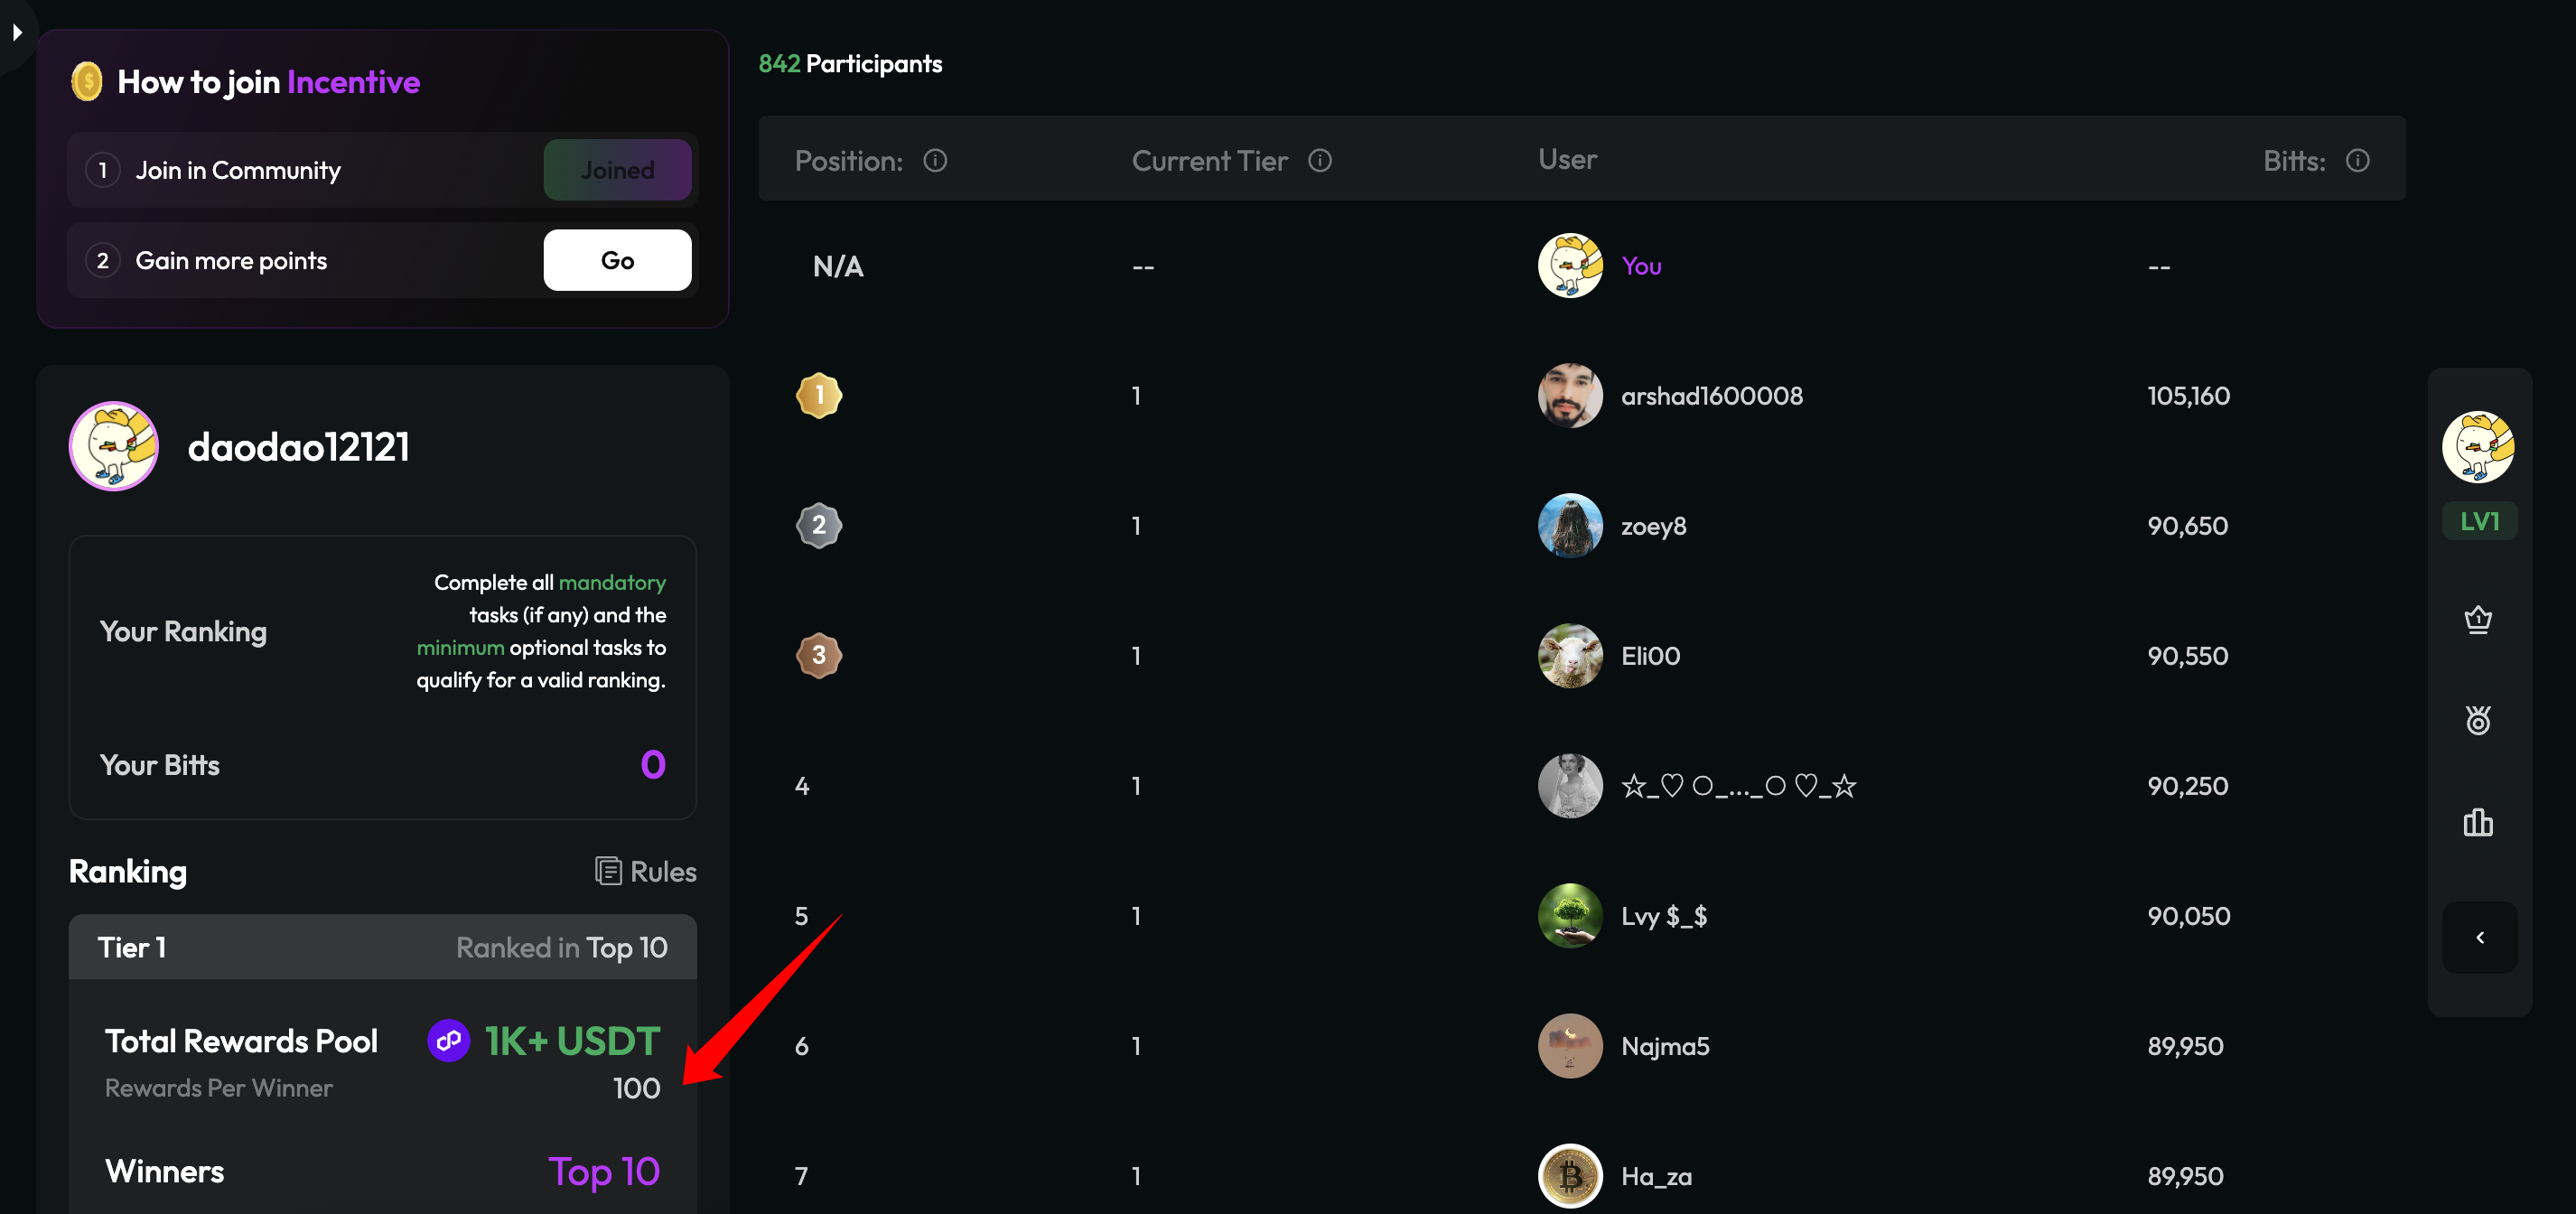 How to join Incentive
1 Join in Community Joined
2 Gain more points Go
daodao12121
Your Ranking
Complete all mandatory
tasks (if any) and the
minimum optional tasks to
qualify for a valid ranking.
Your Bitts 0
Ranking Rules
Tier 1 Ranked in Top 10
Total Rewards Pool 1K+ USDT
Rewards Per Winner 100
Winners Top 10
842 Participants
Position: Current Tier User Bitts:
N/A -- You --
1 1 arshad1600008 105,160
2 1 zoey8 90,650
3 1 Eli00 90,550
4 1 ☆_♡ ○_..._○ ♡_☆ 90,250
5 1 Lvy $_$ 90,050
6 1 Najma5 89,950
7 1 Ha_za 89,950
LV1